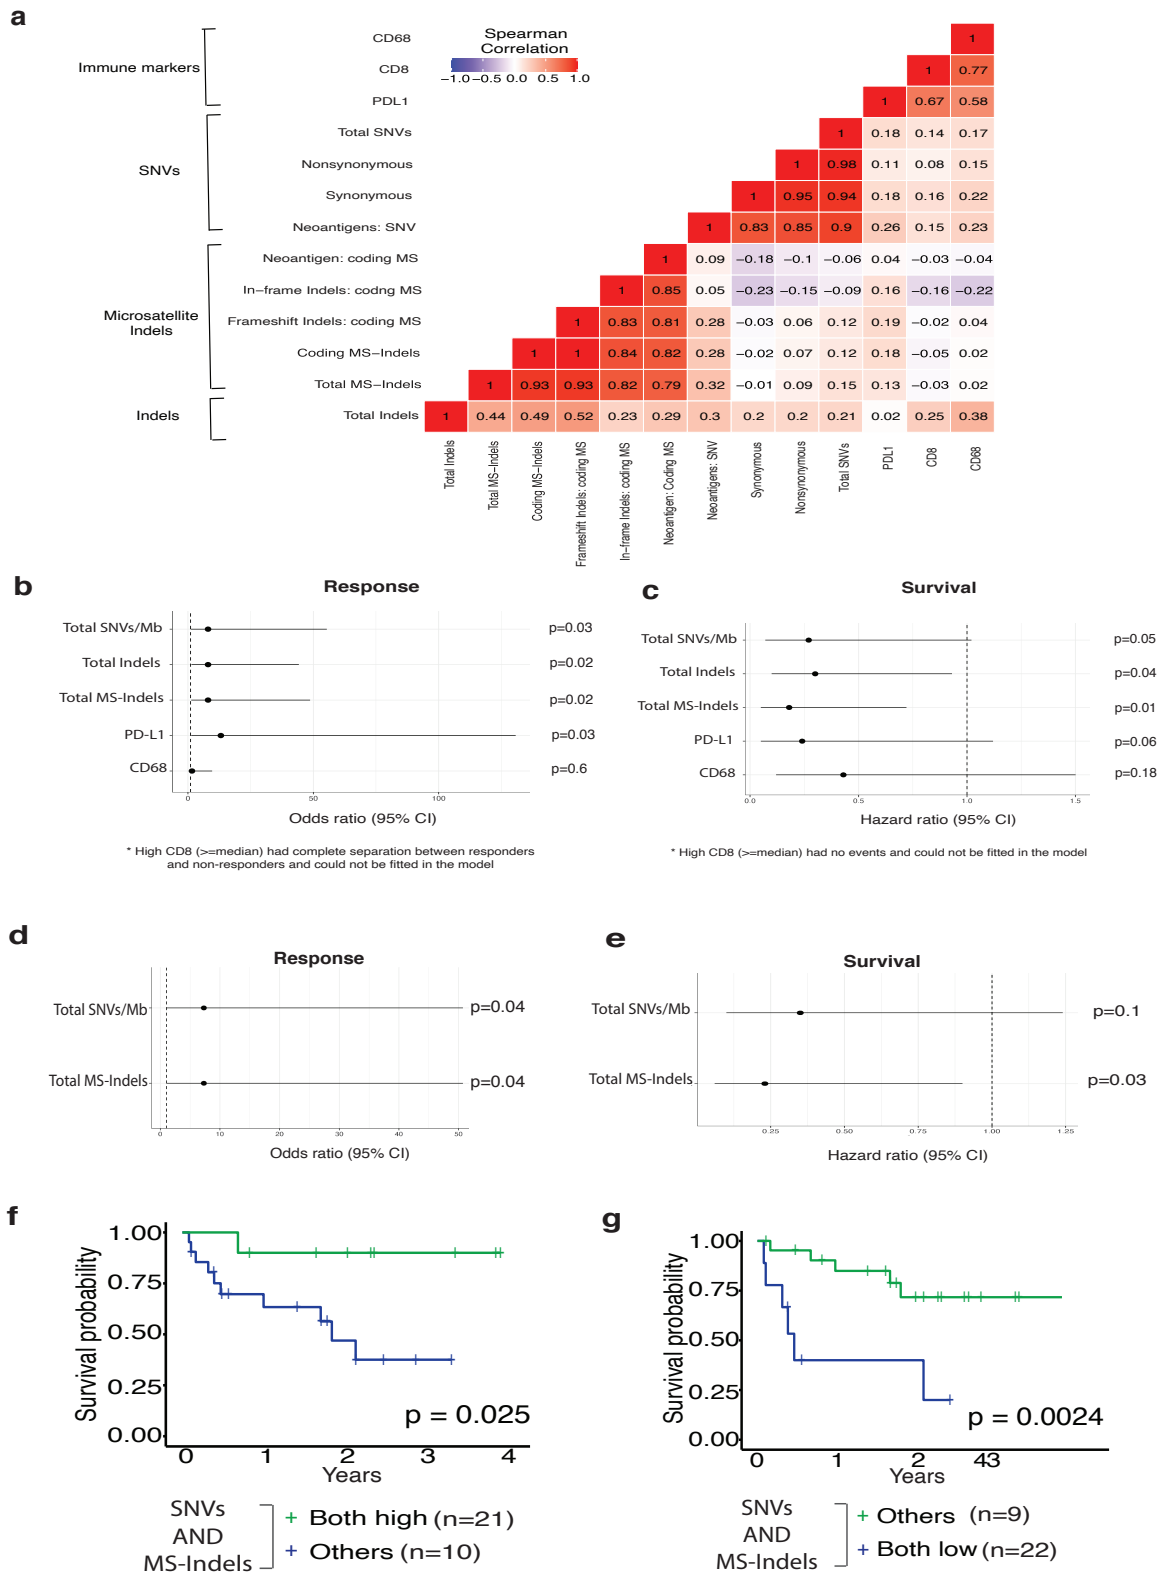 a
Spearman
Correlation
-1.0 -0.5 0.0 0.5 1.0
Immune markers
SNVs
Microsatellite
Indels
Indels
CD68 1
CD8 1 0.77
PDL1 1 0.67 0.58
Total SNVs 1 0.18 0.14 0.17
Nonsynonymous 1 0.98 0.11 0.08 0.15
Synonymous 1 0.95 0.94 0.18 0.16 0.22
Neoantigens: SNV 1 0.83 0.85 0.9 0.26 0.15 0.23
Neoantigen: coding MS 1 0.09 −0.18 −0.1 −0.06 0.04 −0.03 −0.04
In−frame Indels: codng MS 1 0.85 0.05 −0.23 −0.15 −0.09 0.16 −0.16 −0.22
Frameshift Indels: coding MS 1 0.83 0.81 0.28 −0.03 0.06 0.12 0.19 −0.02 0.04
Coding MS−Indels 1 1 0.84 0.82 0.28 −0.02 0.07 0.12 0.18 −0.05 0.02
Total MS−Indels 1 0.93 0.93 0.82 0.79 0.32 −0.01 0.09 0.15 0.13 −0.03 0.02
Total Indels 1 0.44 0.49 0.52 0.23 0.29 0.3 0.2 0.2 0.21 0.02 0.25 0.38
Total Indels
Total MS−Indels
Coding MS−Indels
Frameshift Indels: coding MS
In−frame Indels: coding MS
Neoantigen: Coding MS
Neoantigens: SNV
Synonymous
Nonsynonymous
Total SNVs
PDL1
CD8
CD68
b
Response
Total SNVs/Mb p=0.03
Total Indels p=0.02
Total MS-Indels p=0.02
PD-L1 p=0.03
CD68 p=0.6
0 50 100
Odds ratio (95% CI)
* High CD8 (>=median) had complete separation between responders
and non-responders and could not be fitted in the model
c
Survival
Total SNVs/Mb p=0.05
Total Indels p=0.04
Total MS-Indels p=0.01
PD-L1 p=0.06
CD68 p=0.18
0.0 0.5 1.0 1.5
Hazard ratio (95% CI)
* High CD8 (>=median) had no events and could not be fitted in the model
d
Response
Total SNVs/Mb p=0.04
Total MS-Indels p=0.04
0 10 20 30 40 50
Odds ratio (95% CI)
e
Survival
Total SNVs/Mb p=0.1
Total MS-Indels p=0.03
0.25 0.50 0.75 1.00 1.25
Hazard ratio (95% CI)
f
Survival probability
1.00
0.75
0.50
0.25
0.00
p = 0.025
0 1 2 3 4
Years
SNVs
AND
MS-Indels
+ Both high (n=21)
+ Others (n=10)
g
Survival probability
1.00
0.75
0.50
0.25
0.00
p = 0.0024
0 1 2 43
Years
SNVs
AND
MS-Indels
+ Others (n=9)
+ Both low (n=22)